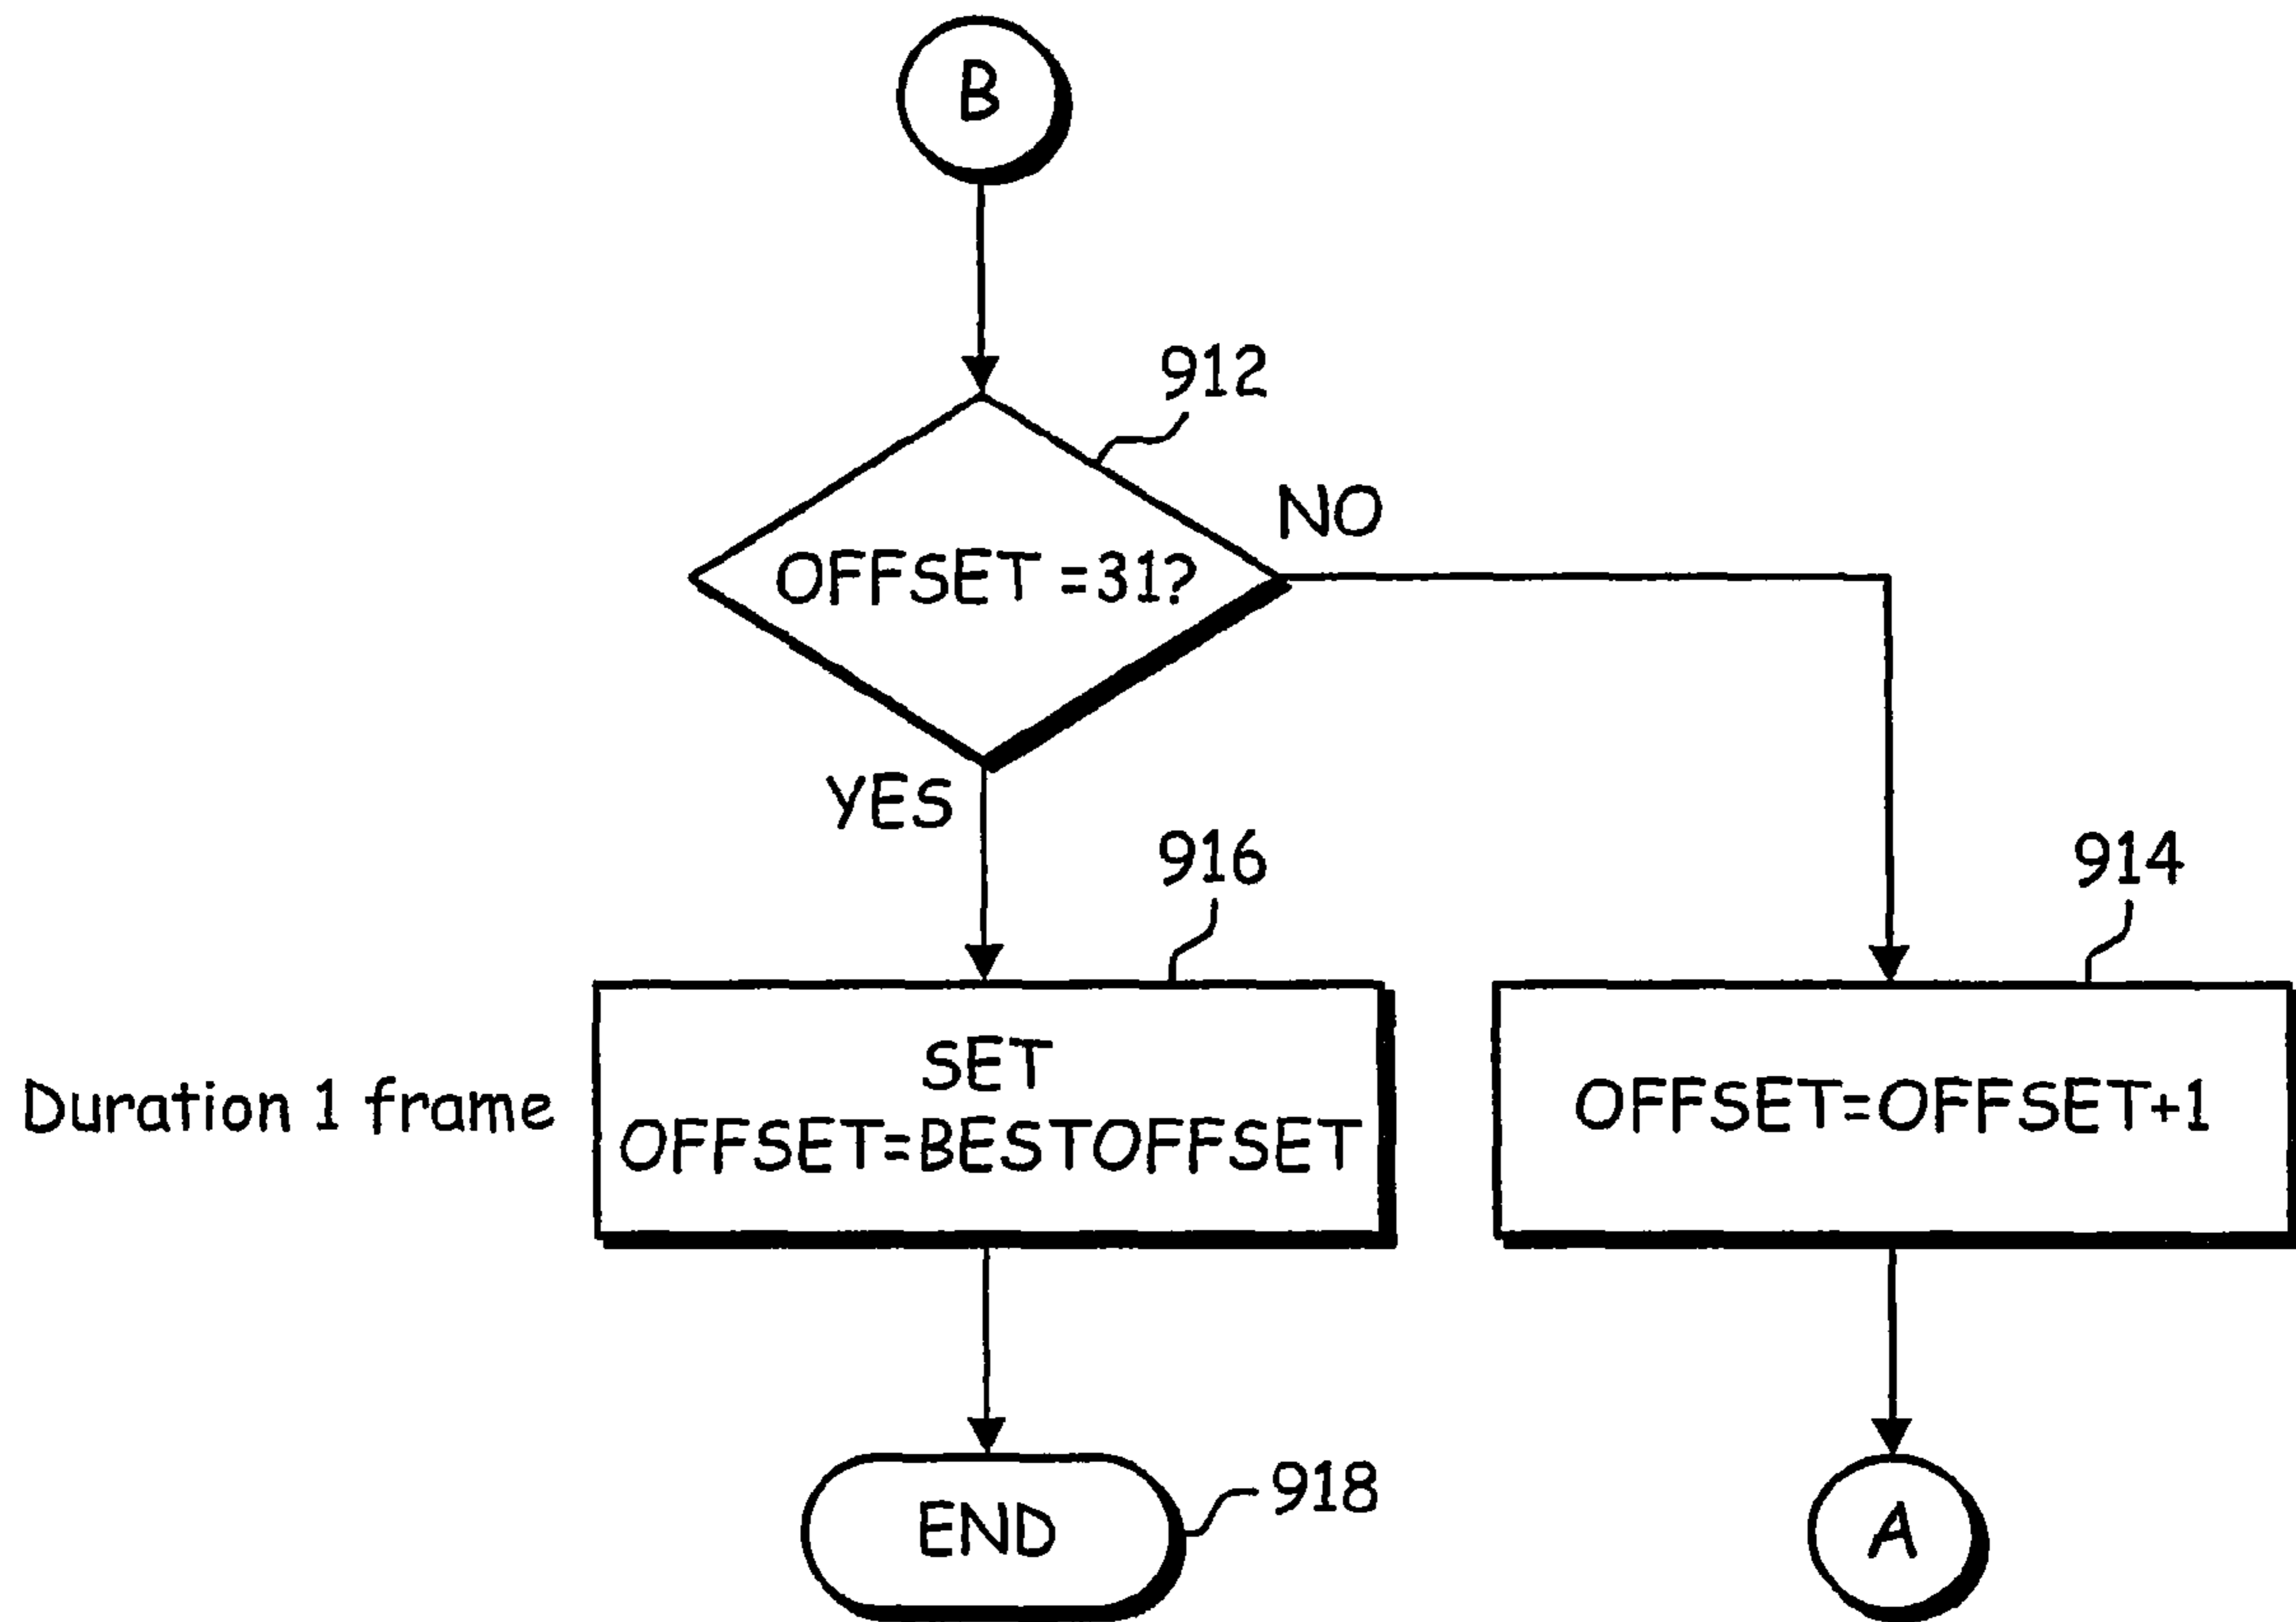 B
912
NO
OFFSET =31?
YES
916
914
SET
OFFSET=BESTOFFSET
Duration 1 frame
OFFSET=OFFSET+1
END
918
A